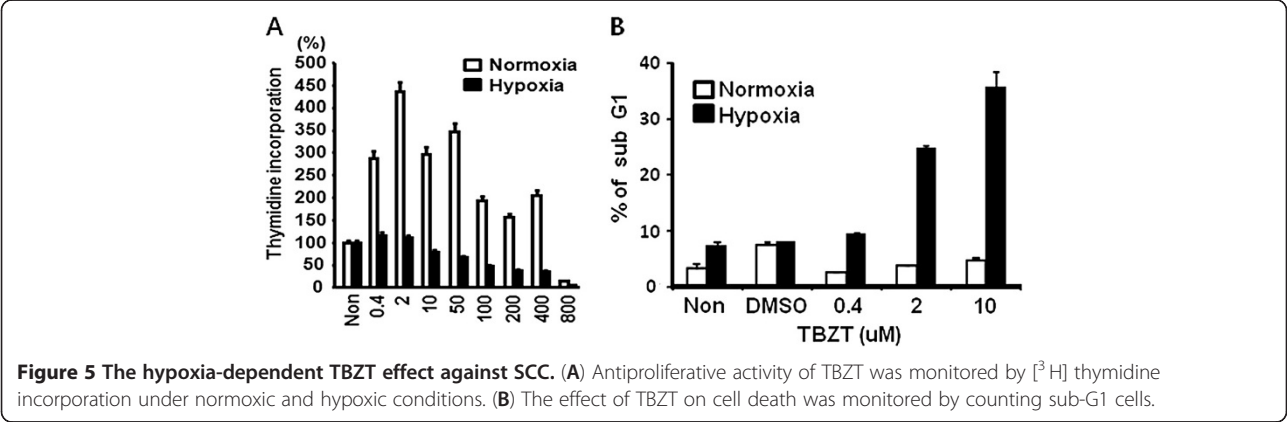 A
(%)
Thymidine incorporation
500
450
400
350
300
250
200
150
100
50
0
Normoxia
Hypoxia
Non 0.4 2 10 50 100 200 400 800
B
% of sub G1
40
30
20
10
0
Normoxia
Hypoxia
Non DMSO 0.4 2 10
TBZT (uM)
Figure 5 The hypoxia-dependent TBZT effect against SCC. (A) Antiproliferative activity of TBZT was monitored by [³ H] thymidine
incorporation under normoxic and hypoxic conditions. (B) The effect of TBZT on cell death was monitored by counting sub-G1 cells.